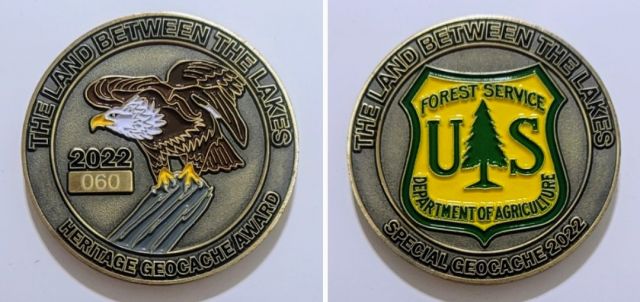 THE LAND BETWEEN THE LAKES
2022
060
HERITAGE GEOCACHE AWARD
THE LAND BETWEEN THE LAKES
FOREST SERVICE
U S
DEPARTMENT OF AGRICULTURE
SPECIAL GEOCACHE 2022